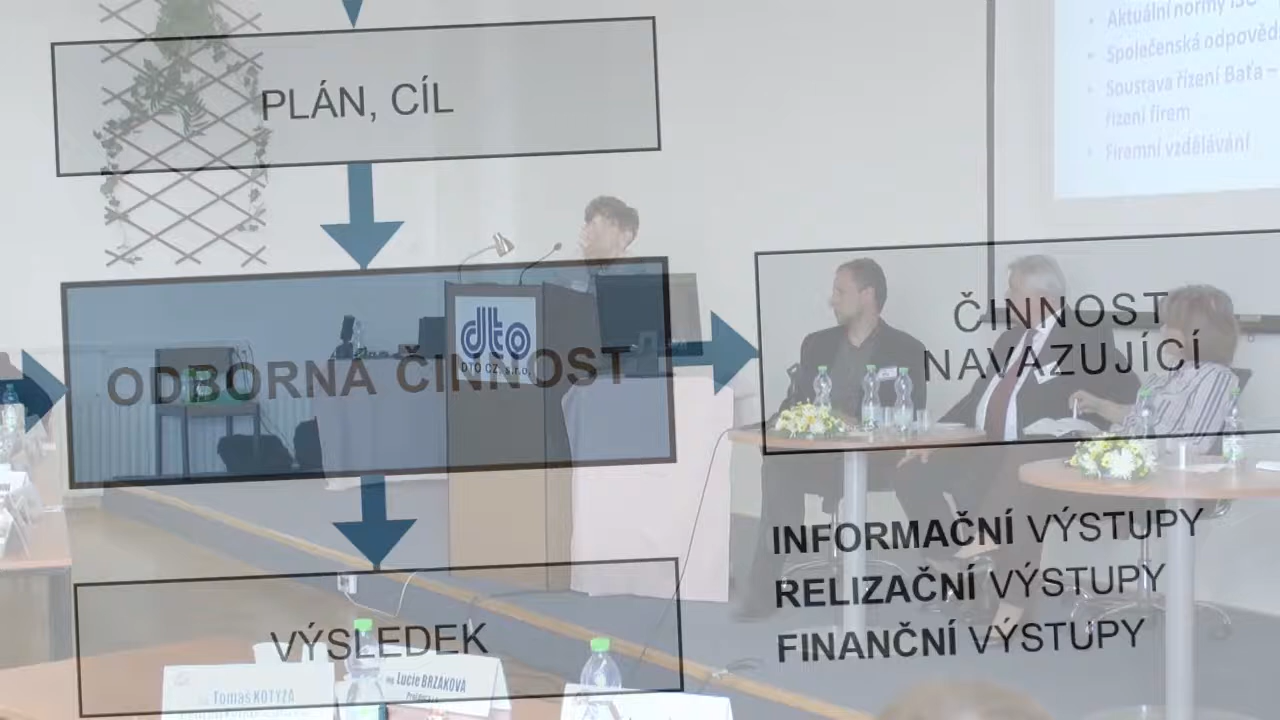 Aktuální normy ISO
Společenská odpověd
Soustava řízení Baťa –
řízení firem
Firemní vzdělávání
PLÁN, CÍL
ODBORNÁ ČINNOST
dto
DTO CZ, s.r.o.
ČINNOST
NAVAZUJÍCÍ
INFORMAČNÍ VÝSTUPY
RELIZAČNÍ VÝSTUPY
FINANČNÍ VÝSTUPY
VÝSLEDEK
Tomáš KOTYZA
Ing. Lucie BRZÁKOVÁ